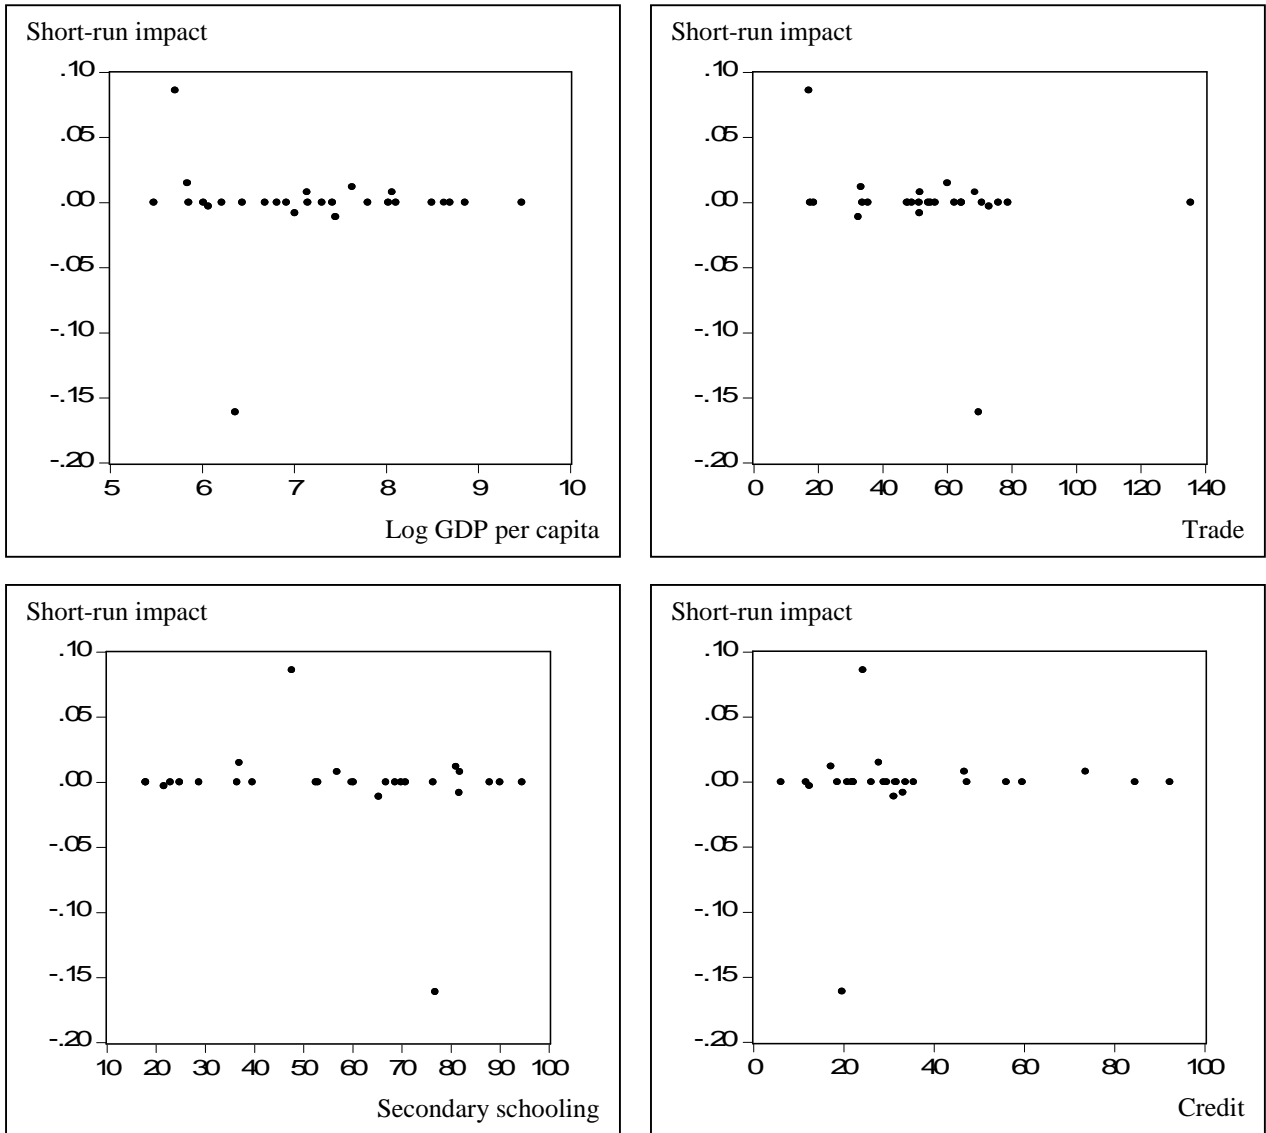 Short-run impact
.10
.05
.00
-.05
-.10
-.15
-.20
5 6 7 8 9 10
Log GDP per capita
Short-run impact
.10
.05
.00
-.05
-.10
-.15
-.20
0 20 40 60 80 100 120 140
Trade
Short-run impact
.10
.05
.00
-.05
-.10
-.15
-.20
10 20 30 40 50 60 70 80 90 100
Secondary schooling
Short-run impact
.10
.05
.00
-.05
-.10
-.15
-.20
0 20 40 60 80 100
Credit